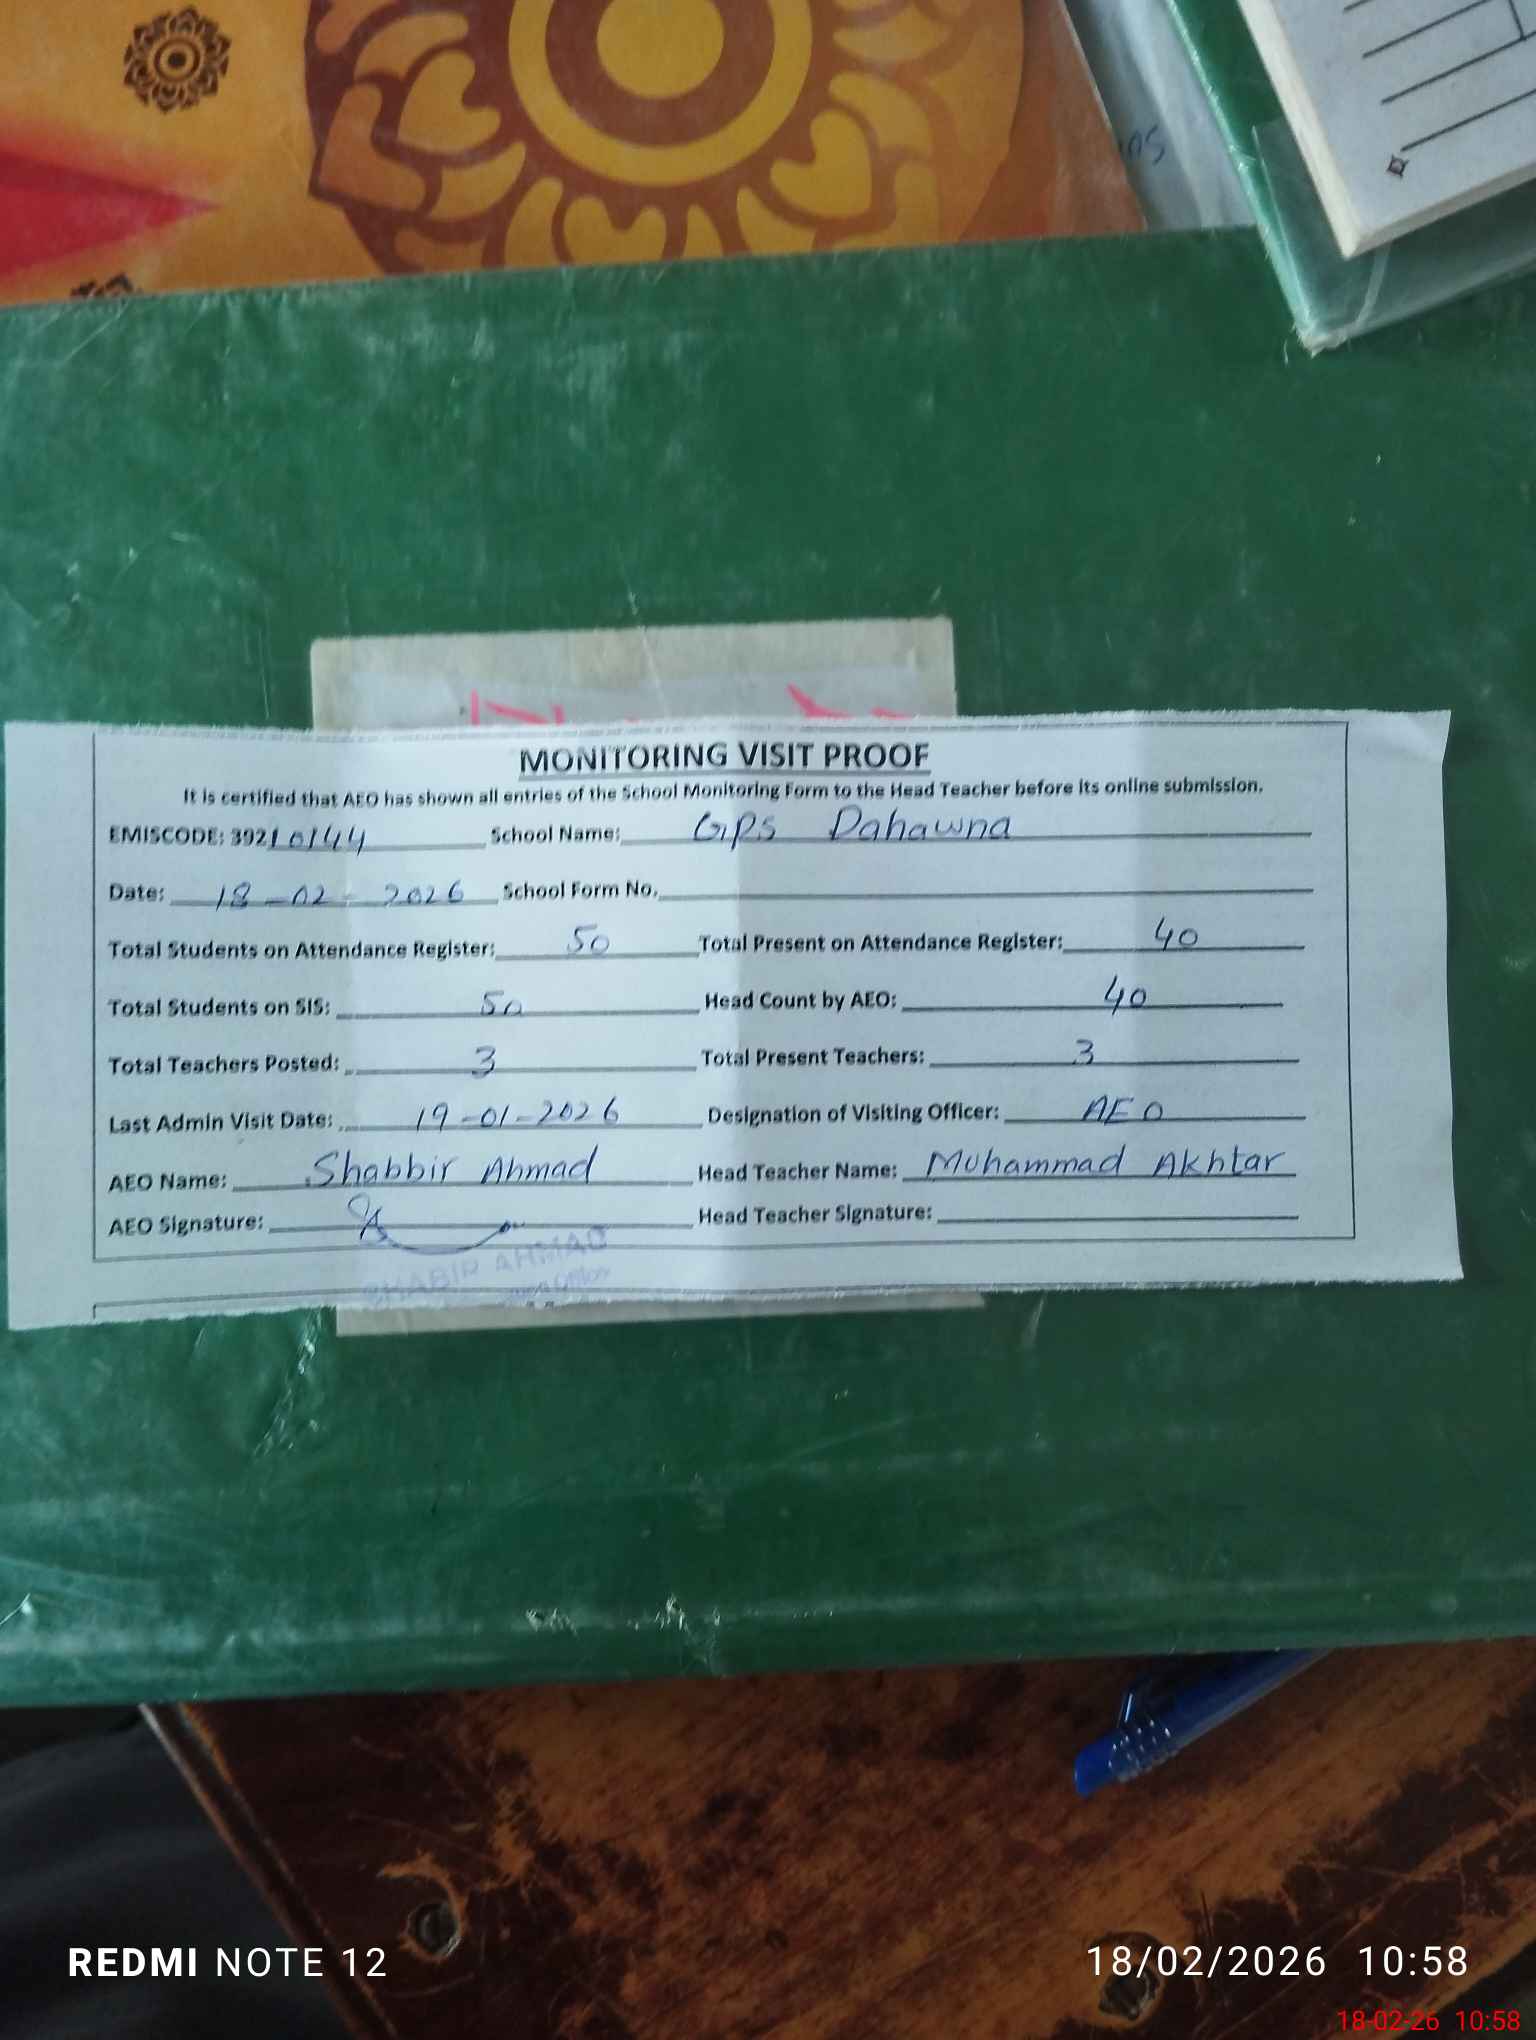 MONITORING VISIT PROOF
It is certified that AEO has shown all entries of the School Monitoring Form to the Head Teacher before its online submission.
EMISCODE: 39210144 School Name: GPS Dahawna
Date: 18-02-2026 School Form No.
Total Students on Attendance Register: 50 Total Present on Attendance Register: 40
Total Students on SIS: 50 Head Count by AEO: 40
Total Teachers Posted: 3 Total Present Teachers: 3
Last Admin Visit Date: 19-01-2026 Designation of Visiting Officer: AEO
AEO Name: Shabbir Ahmad Head Teacher Name: Muhammad Akhtar
AEO Signature: Head Teacher Signature:
SHABIR AHMAD
REDMI NOTE 12 18/02/2026 10:58
18-02-26 10:58